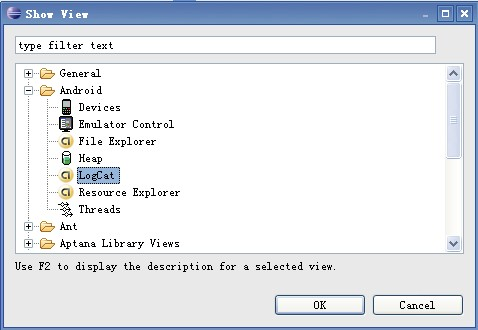 Show View
type filter text
General
Android
Devices
Emulator Control
File Explorer
Heap
LogCat
Resource Explorer
Threads
Ant
Aptana Library Views
Use F2 to display the description for a selected view.
OK Cancel